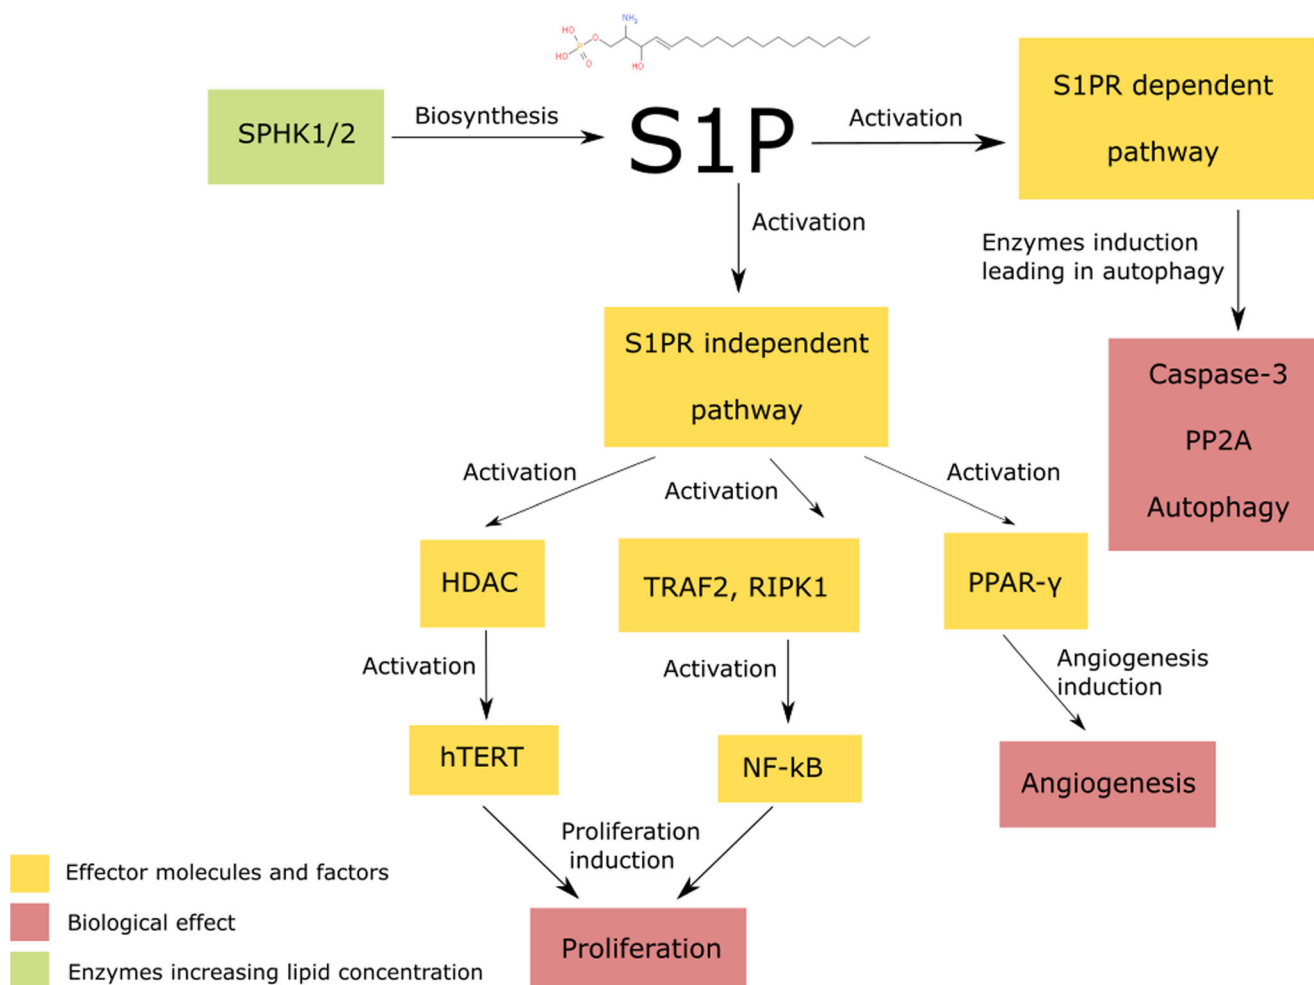 NH2
HO
O
P
HO
O
HO
SPHK1/2
Biosynthesis
S1P
Activation
S1PR dependent
pathway
Activation
Enzymes induction
leading in autophagy
S1PR independent
pathway
Caspase-3
PP2A
Autophagy
Activation
Activation
Activation
HDAC
TRAF2, RIPK1
PPAR-γ
Activation
Activation
Angiogenesis
induction
hTERT
NF-kB
Angiogenesis
Proliferation
induction
Proliferation
Effector molecules and factors
Biological effect
Enzymes increasing lipid concentration